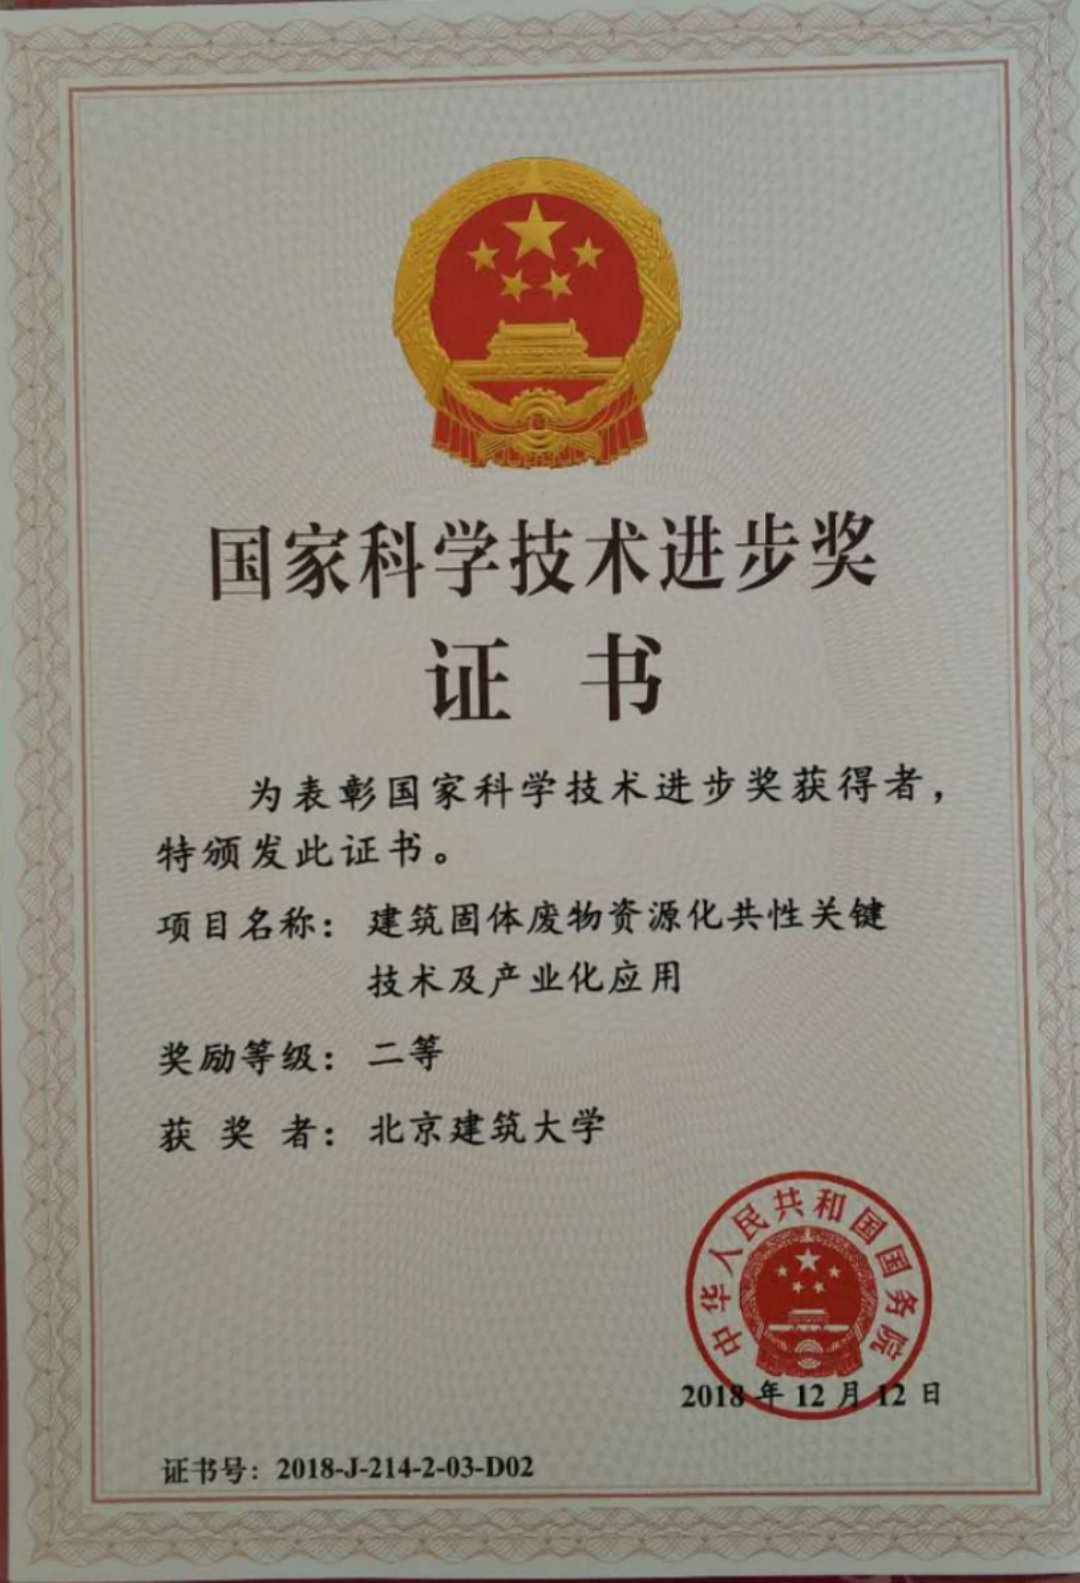 国家科学技术进步奖
证书
为表彰国家科学技术进步奖获得者，
特颁发此证书。
项目名称： 建筑固体废物资源化共性关键
技术及产业化应用
奖励等级： 二等
获奖者： 北京建筑大学
中华人民共和国国务院
2018年12月12日
证书号：2018-J-214-2-03-D02